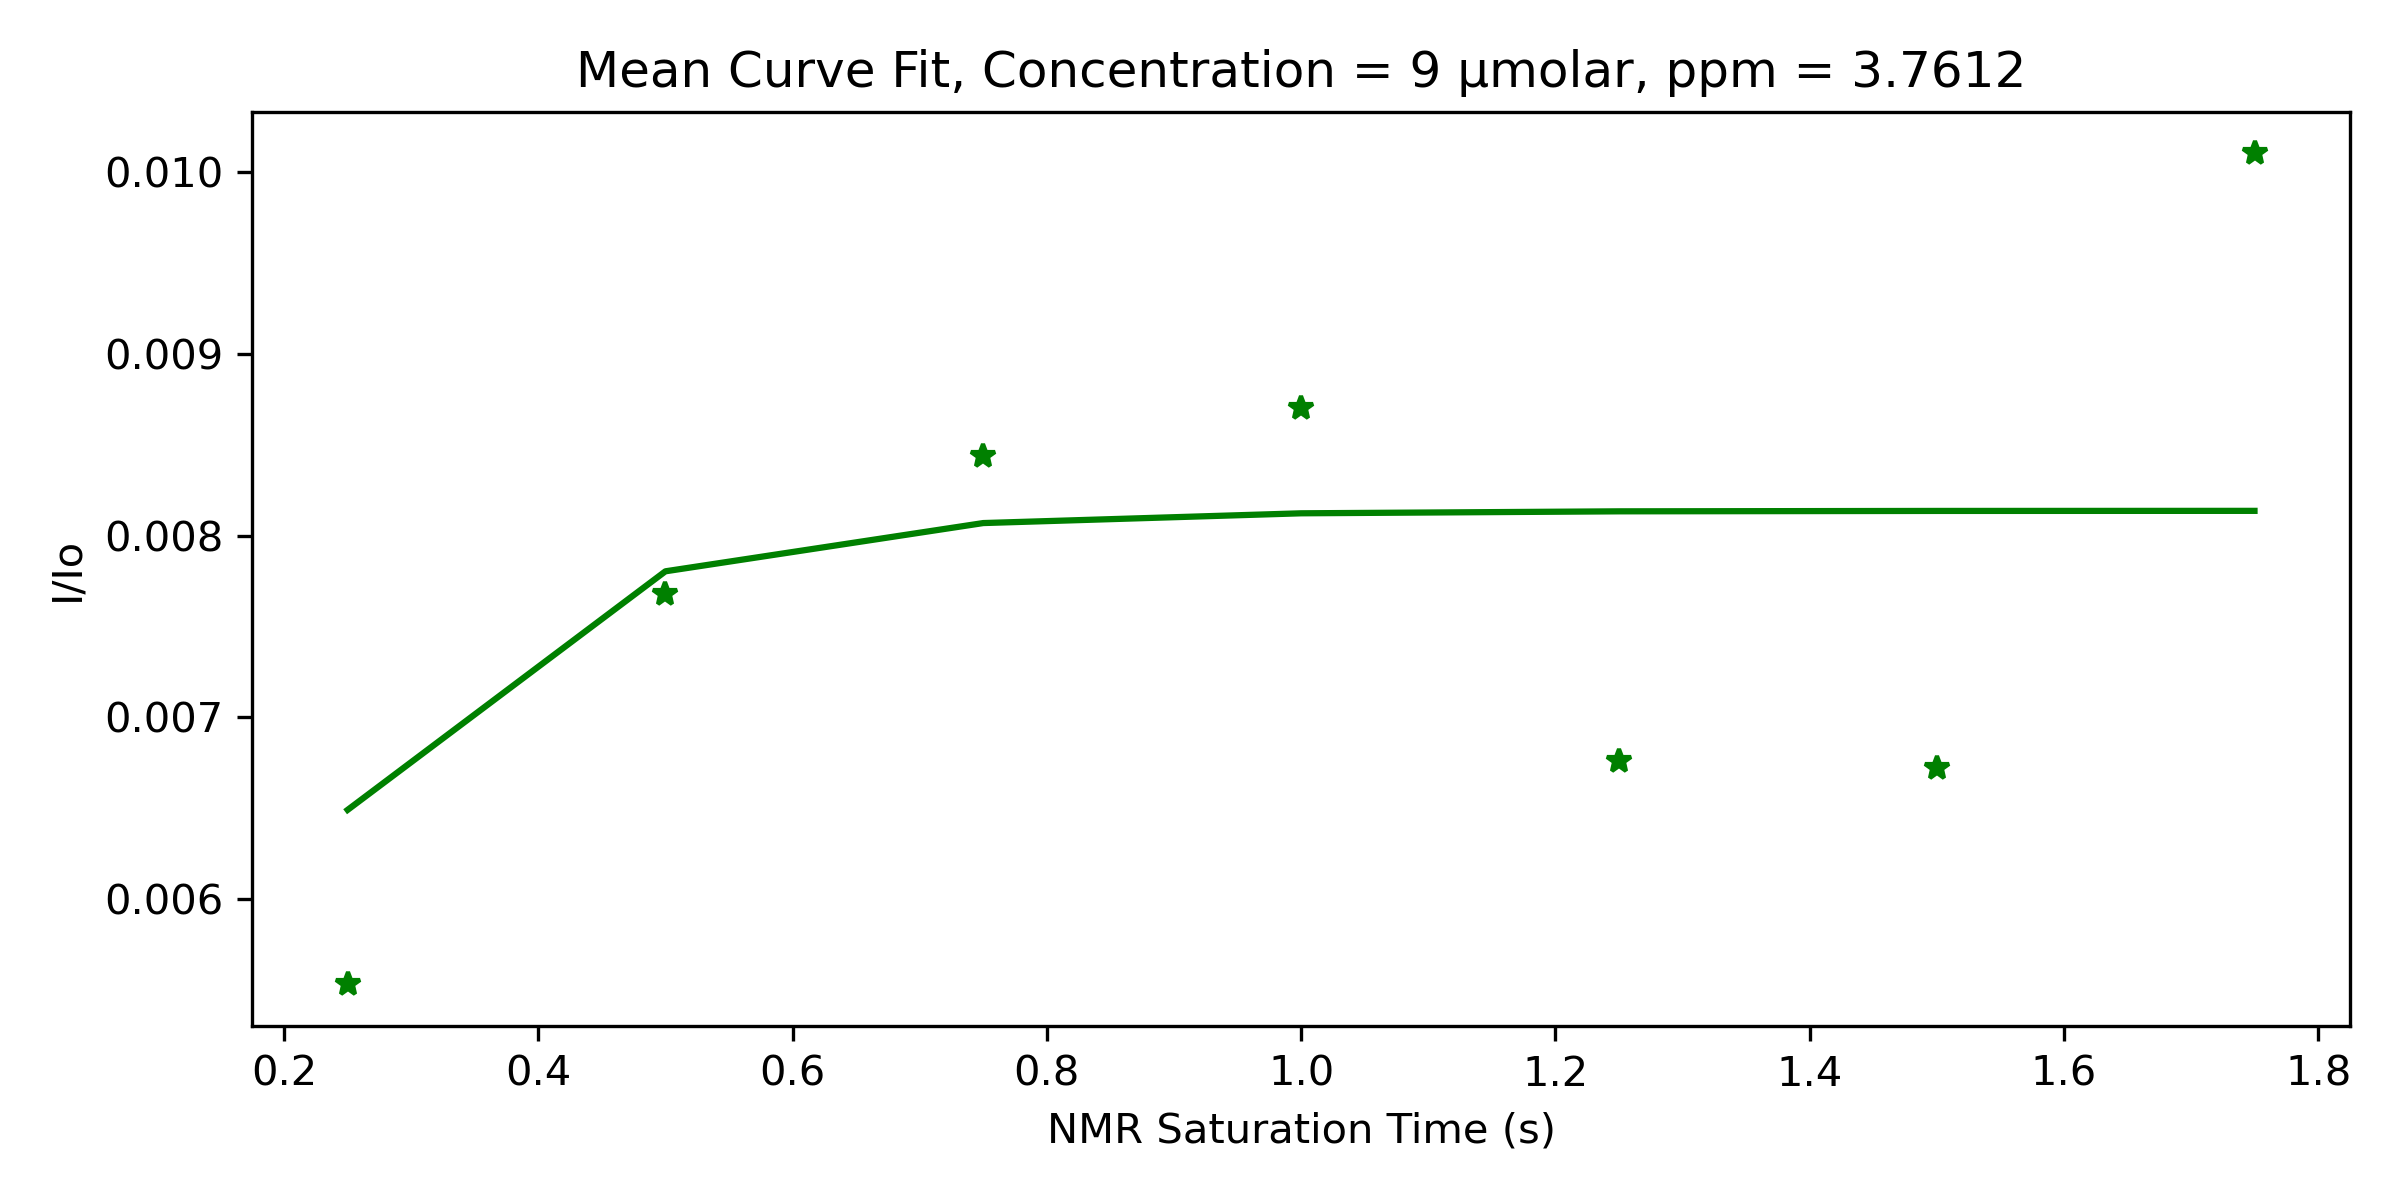 Mean Curve Fit, Concentration = 9 µmolar, ppm = 3.7612
0.010
0.009
0.008
0.007
0.006
I/Io
0.2 0.4 0.6 0.8 1.0 1.2 1.4 1.6 1.8
NMR Saturation Time (s)